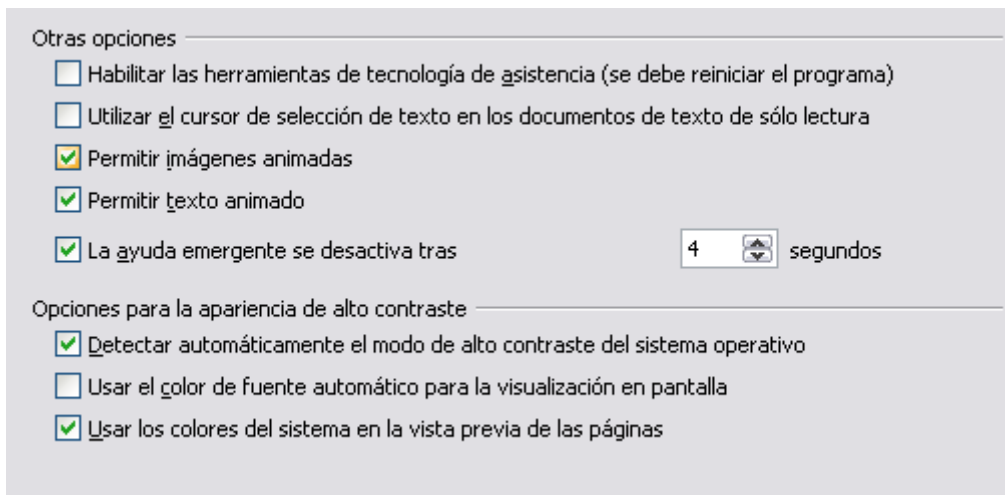 Otras opciones
Habilitar las herramientas de tecnología de asistencia (se debe reiniciar el programa)
Utilizar el cursor de selección de texto en los documentos de texto de sólo lectura
Permitir imágenes animadas
Permitir texto animado
La ayuda emergente se desactiva tras 4 segundos
Opciones para la apariencia de alto contraste
Detectar automáticamente el modo de alto contraste del sistema operativo
Usar el color de fuente automático para la visualización en pantalla
Usar los colores del sistema en la vista previa de las páginas